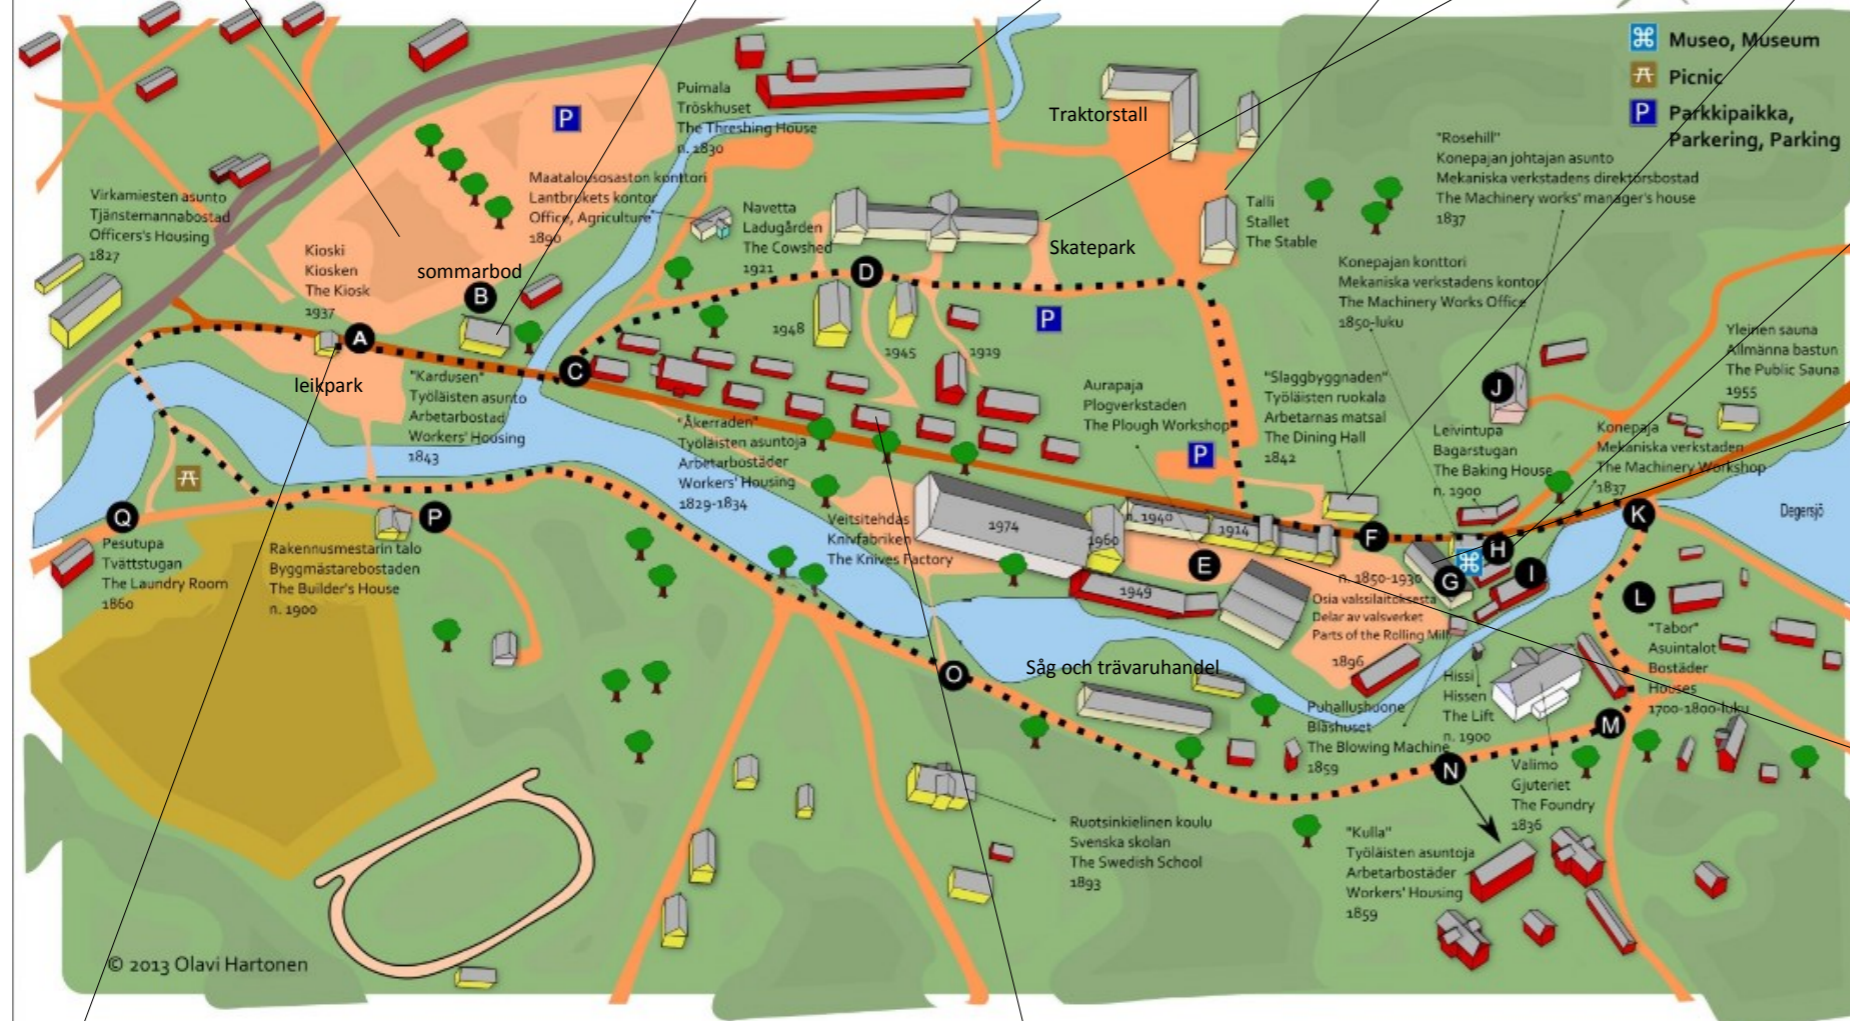 Museo, Museum
Picnic
P
Parkkipaikka,
Parkering, Parking
P
Puimala
Tröskhuset
The Threshing House
n. 1830
Traktorstall
"Rosehill"
Konepajan johtajan asunto
Mekaniska verkstadens direktörsbostad
The Machinery works' manager's house
1837
Virkamiesten asunto
Tjänstemannabostad
Officers's Housing
1827
Maatalousosaston konttori
Lantbrukets kontor
Office, Agriculture
1890
Navetta
Ladugården
The Cowshed
1921
Skatepark
Talli
Stallet
The Stable
Kioski
Kiosken
The Kiosk
1937
sommarbod
B
D
Konepajan konttori
Mekaniska verkstadens kontor
The Machinery Works Office
1850-luku
P
1948
1945
1919
A
C
leikpark
Yleinen sauna
Allmänna bastun
The Public Sauna
1955
J
"Kardusen"
Työläisten asunto
Arbetarbostad
Workers' Housing
1843
Aurapaja
Plogverkstaden
The Plough Workshop
"Slaggbyggnaden"
Työläisten ruokala
Arbetarnas matsal
The Dining Hall
1842
"Åkerraden"
Työläisten asuntoja
Arbetarbostäder
Workers' Housing
1829-1834
Leivintupa
Bagarstugan
The Baking House
n. 1900
Konepaja
Mekaniska verkstaden
The Machinery Workshop
1837
P
Q
P
Pesutupa
Tvättstugan
The Laundry Room
1860
Rakennusmestarin talo
Byggmästarebostaden
The Builder's House
n. 1900
Veitsitehdas
Knivfabriken
The Knives Factory
1974
1960
n. 1940
1914
F
K
Degersjö
H
E
G
I
L
1949
n. 1850-1930
Osia valssilaitoksesta
Delar av valsverket
Parts of the Rolling Mill
1896
"Tabor"
Asuintalot
Bostäder
Houses
1700-1800-luku
Såg och trävaruhandel
O
Hissi
Hissen
The Lift
n. 1900
Puhallushuone
Blåshuset
The Blowing Machine
1859
M
N
Valimo
Gjuteriet
The Foundry
1836
Ruotsinkielinen koulu
Svenska skolan
The Swedish School
1893
"Kulla"
Työläisten asuntoja
Arbetarbostäder
Workers' Housing
1859
© 2013 Olavi Hartonen